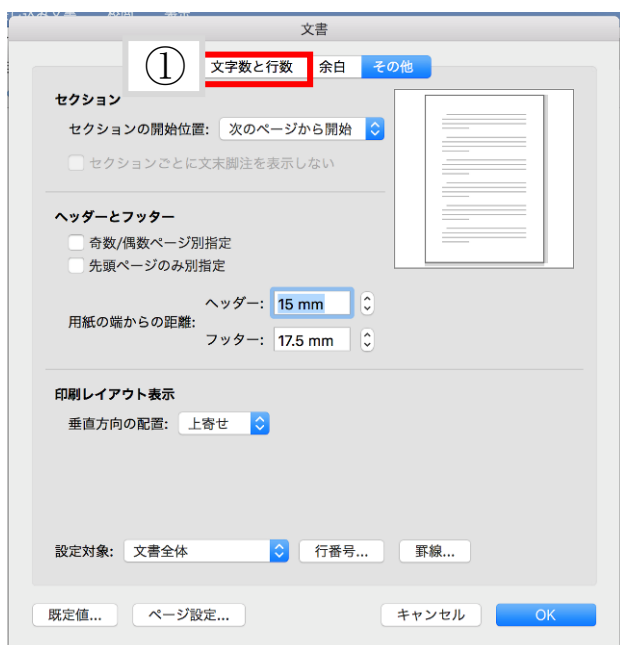 文書
①
文字数と行数 余白 その他
セクション
セクションの開始位置: 次のページから開始
セクションごとに文末脚注を表示しない
ヘッダーとフッター
奇数/偶数ページ別指定
先頭ページのみ別指定
用紙の端からの距離:
ヘッダー: 15 mm
フッター: 17.5 mm
印刷レイアウト表示
垂直方向の配置: 上寄せ
設定対象: 文書全体 行番号... 罫線...
既定値... ページ設定... キャンセル OK